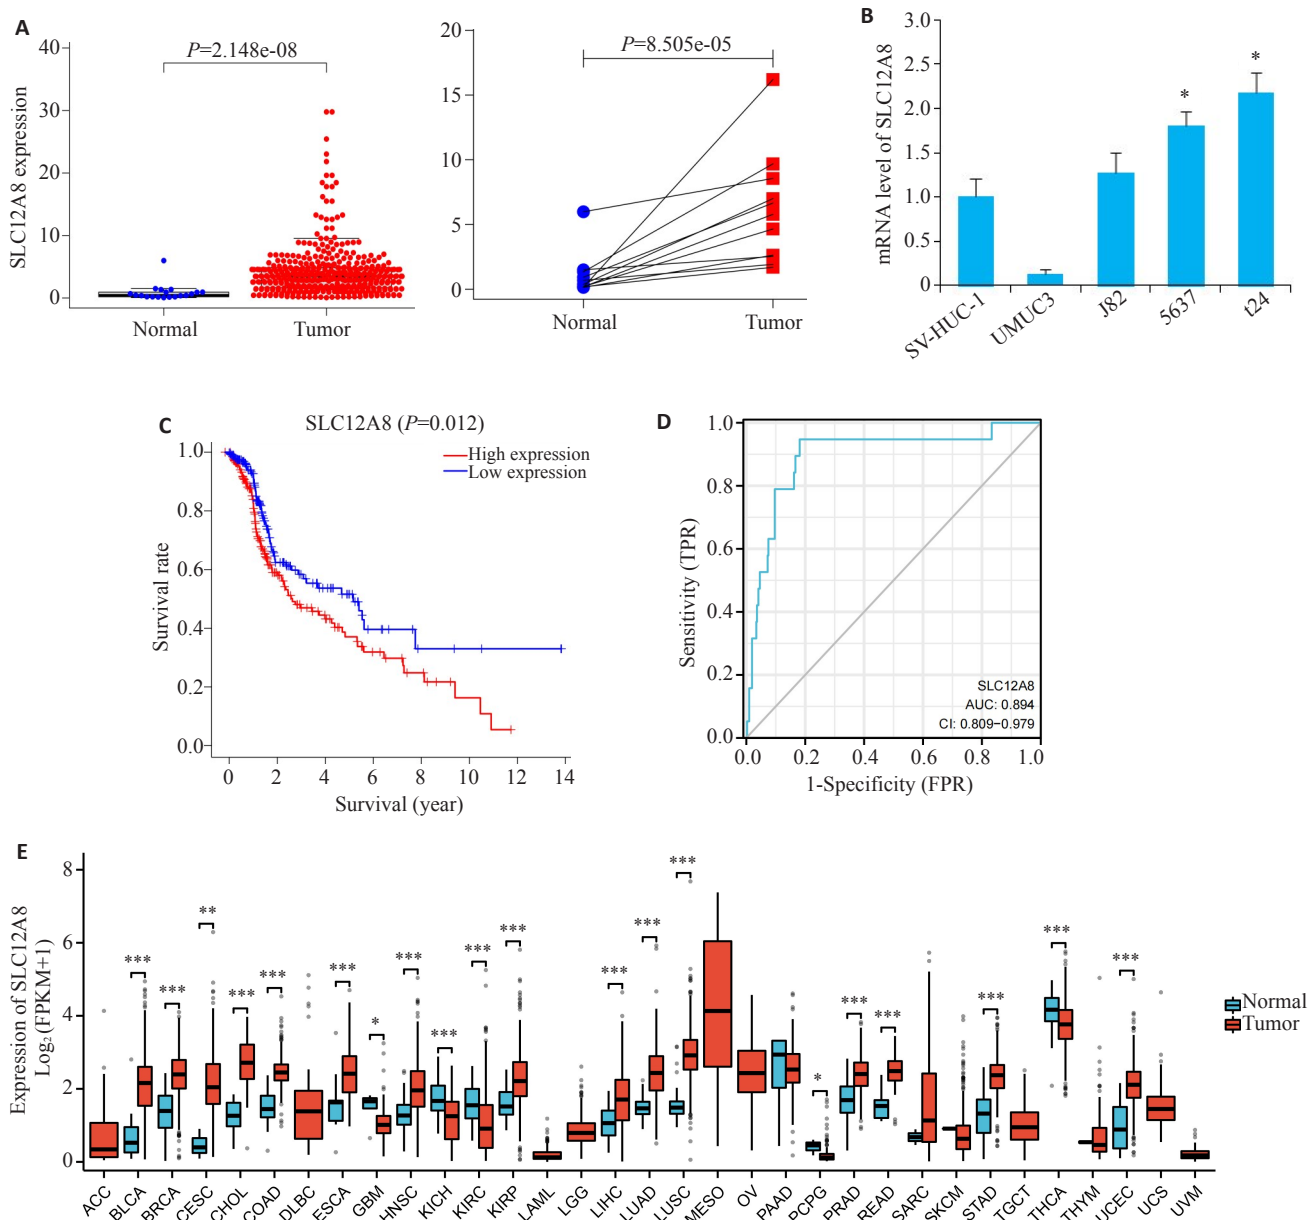 A
P=2.148e-08
SLC12A8 expression
40
30
20
10
0
Normal
Tumor
P=8.505e-05
20
15
10
5
0
Normal
Tumor
B
mRNA level of SLC12A8
3.0
2.5
2.0
1.5
1.0
0.5
0
*
*
SV-HUC-1
UMUC3
J82
5637
t24
C
SLC12A8 (P=0.012)
High expression
Low expression
Survival rate
1.0
0.8
0.6
0.4
0.2
0.0
0 2 4 6 8 10 12 14
Survival (year)
D
Sensitivity (TPR)
1.0
0.8
0.6
0.4
0.2
0.0
SLC12A8
AUC: 0.894
CI: 0.809-0.979
0.0 0.2 0.4 0.6 0.8 1.0
1-Specificity (FPR)
E
Expression of SLC12A8
Log2 (FPKM+1)
8
6
4
2
0
*** *** ** *** *** *** * *** *** *** *** *** *** *** * *** *** *** *** ***
Normal
Tumor
ACC
BLCA
BRCA
CESC
CHOL
COAD
DLBC
ESCA
GBM
HNSC
KICH
KIRC
KIRP
LAML
LGG
LIHC
LUAD
LUSC
MESO
OV
PAAD
PCPG
PRAD
READ
SARC
SKCM
STAD
TGCT
THCA
THYM
UCEC
UCS
UVM